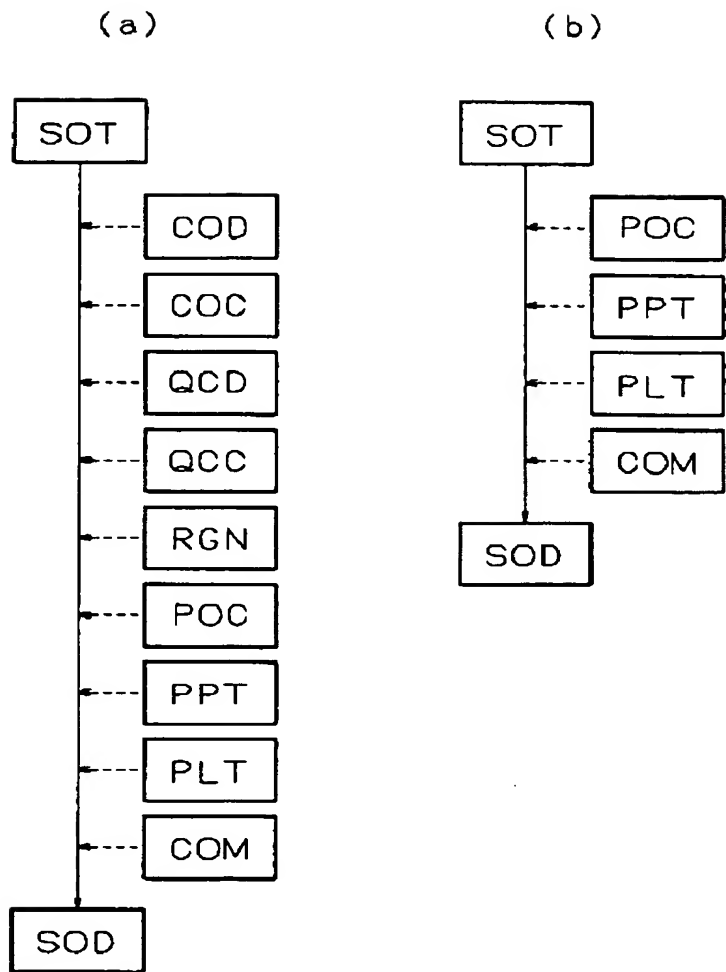 (a)
SOT
COD
COC
QCD
QCC
RGN
POC
PPT
PLT
COM
SOD
(b)
SOT
POC
PPT
PLT
COM
SOD